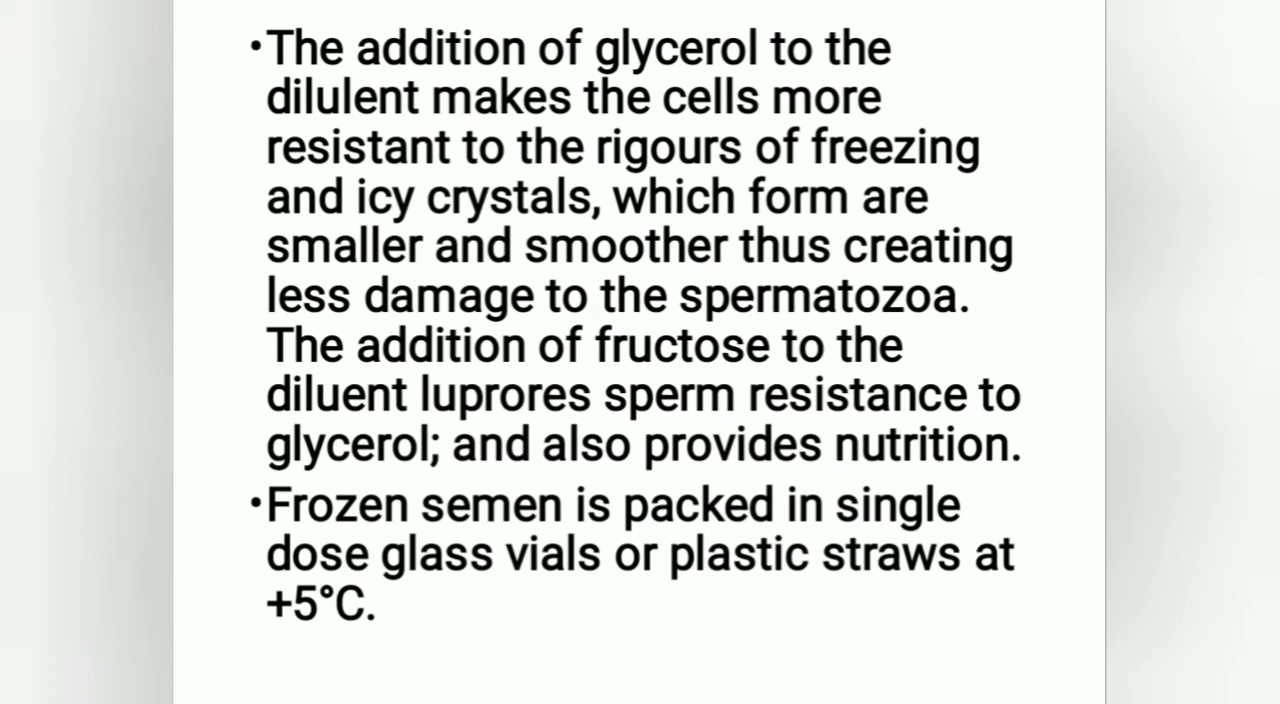 •The addition of glycerol to the
dilulent makes the cells more
resistant to the rigours of freezing
and icy crystals, which form are
smaller and smoother thus creating
less damage to the spermatozoa.
The addition of fructose to the
diluent luprores sperm resistance to
glycerol; and also provides nutrition.
•Frozen semen is packed in single
dose glass vials or plastic straws at
+5°C.